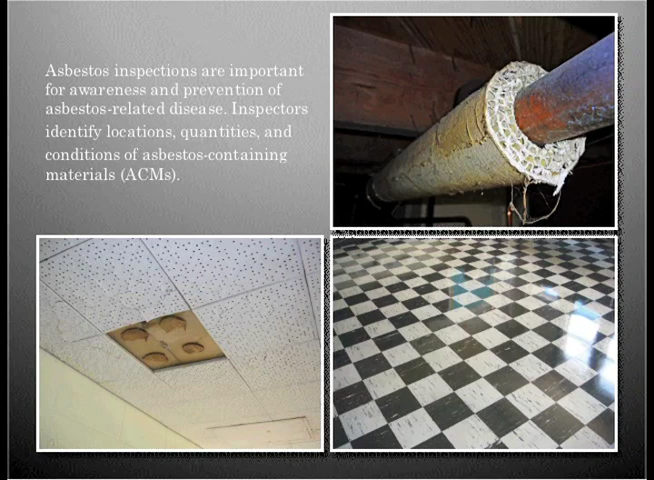 Asbestos inspections are important
for awareness and prevention of
asbestos-related disease. Inspectors
identify locations, quantities, and
conditions of asbestos-containing
materials (ACMs).